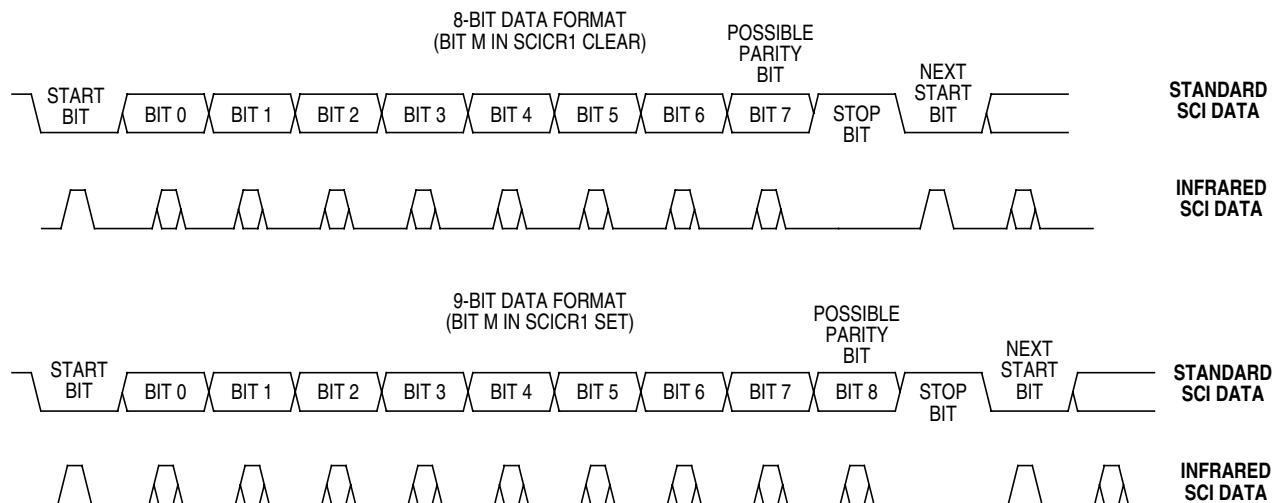 8-BIT DATA FORMAT
(BIT M IN SCICR1 CLEAR)
POSSIBLE
PARITY
BIT
NEXT
START
BIT
START
BIT
BIT 0
BIT 1
BIT 2
BIT 3
BIT 4
BIT 5
BIT 6
BIT 7
STOP
BIT
STANDARD
SCI DATA
INFRARED
SCI DATA
9-BIT DATA FORMAT
(BIT M IN SCICR1 SET)
POSSIBLE
PARITY
BIT
NEXT
START
BIT
START
BIT
BIT 0
BIT 1
BIT 2
BIT 3
BIT 4
BIT 5
BIT 6
BIT 7
BIT 8
STOP
BIT
STANDARD
SCI DATA
INFRARED
SCI DATA